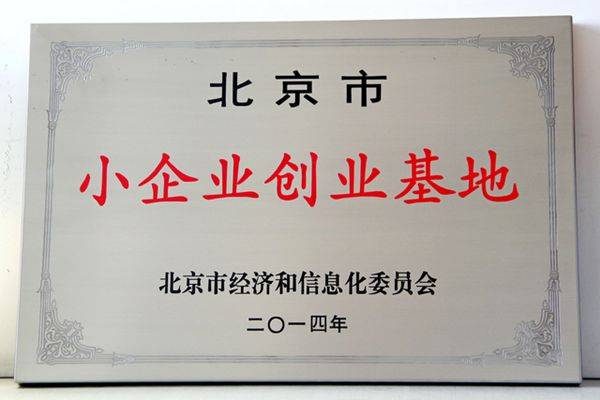 北京市
小企业创业基地
北京市经济和信息化委员会
二〇一四年